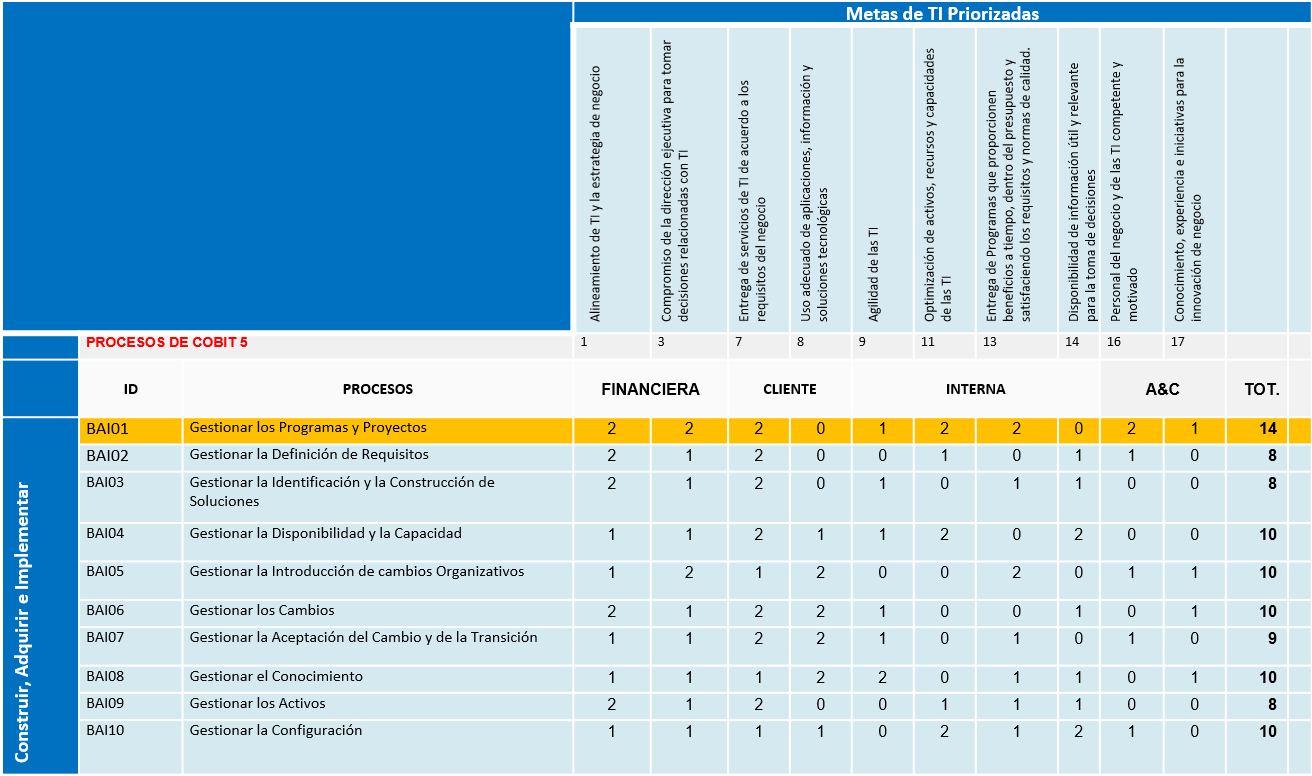 Metas de TI Priorizadas
Alineamiento de TI y la estrategia de negocio
Compromiso de la dirección ejecutiva para tomar
decisiones relacionadas con TI
Entrega de servicios de TI de acuerdo a los
requisitos del negocio
Uso adecuado de aplicaciones, información y
soluciones tecnológicas
Agilidad de las TI
Optimización de activos, recursos y capacidades
de las TI
Entrega de Programas que proporcionen
beneficios a tiempo, dentro del presupuesto y
satisfaciendo los requisitos y normas de calidad.
Disponibilidad de información útil y relevante
para la toma de decisiones
Personal del negocio y de las TI competente y
motivado
Conocimiento, experiencia e iniciativas para la
innovación de negocio
PROCESOS DE COBIT 5 1 3 7 8 9 11 13 14 16 17
ID PROCESOS FINANCIERA CLIENTE INTERNA A&C TOT.
Construir, Adquirir e Implementar
BAI01 Gestionar los Programas y Proyectos 2 2 2 0 1 2 2 0 2 1 14
BAI02 Gestionar la Definición de Requisitos 2 1 2 0 0 1 0 1 1 0 8
BAI03 Gestionar la Identificación y la Construcción de 2 1 2 0 1 0 1 1 0 0 8
Soluciones
BAI04 Gestionar la Disponibilidad y la Capacidad 1 1 2 1 1 2 0 2 0 0 10
BAI05 Gestionar la Introducción de cambios Organizativos 1 2 1 2 0 0 2 0 1 1 10
BAI06 Gestionar los Cambios 2 1 2 2 1 0 0 1 0 1 10
BAI07 Gestionar la Aceptación del Cambio y de la Transición 1 1 2 2 1 0 1 0 1 0 9
BAI08 Gestionar el Conocimiento 1 1 1 2 2 0 1 1 0 1 10
BAI09 Gestionar los Activos 2 1 2 0 0 1 1 1 0 0 8
BAI10 Gestionar la Configuración 1 1 1 1 0 2 1 2 1 0 10